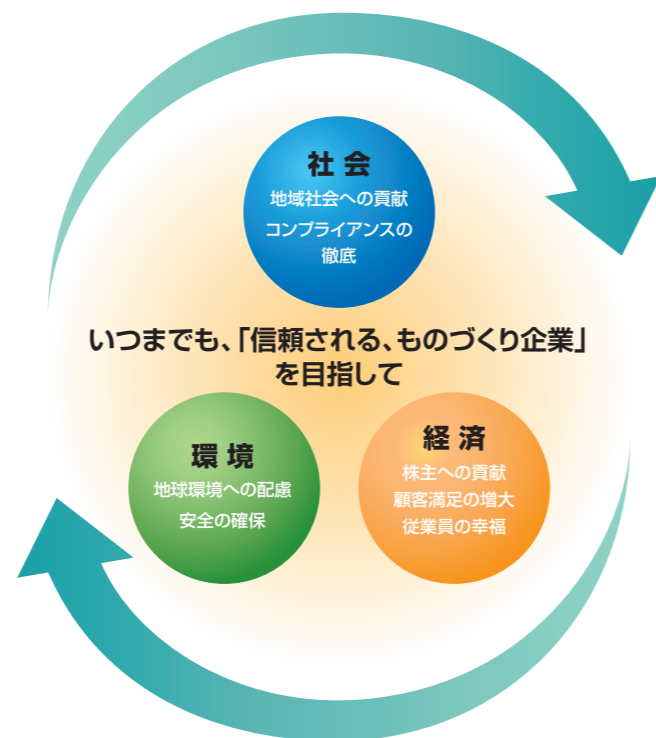 社会
地域社会への貢献
コンプライアンスの
徹底
いつまでも、「信頼される、ものづくり企業」
を目指して
環境
地球環境への配慮
安全の確保
経済
株主への貢献
顧客満足の増大
従業員の幸福